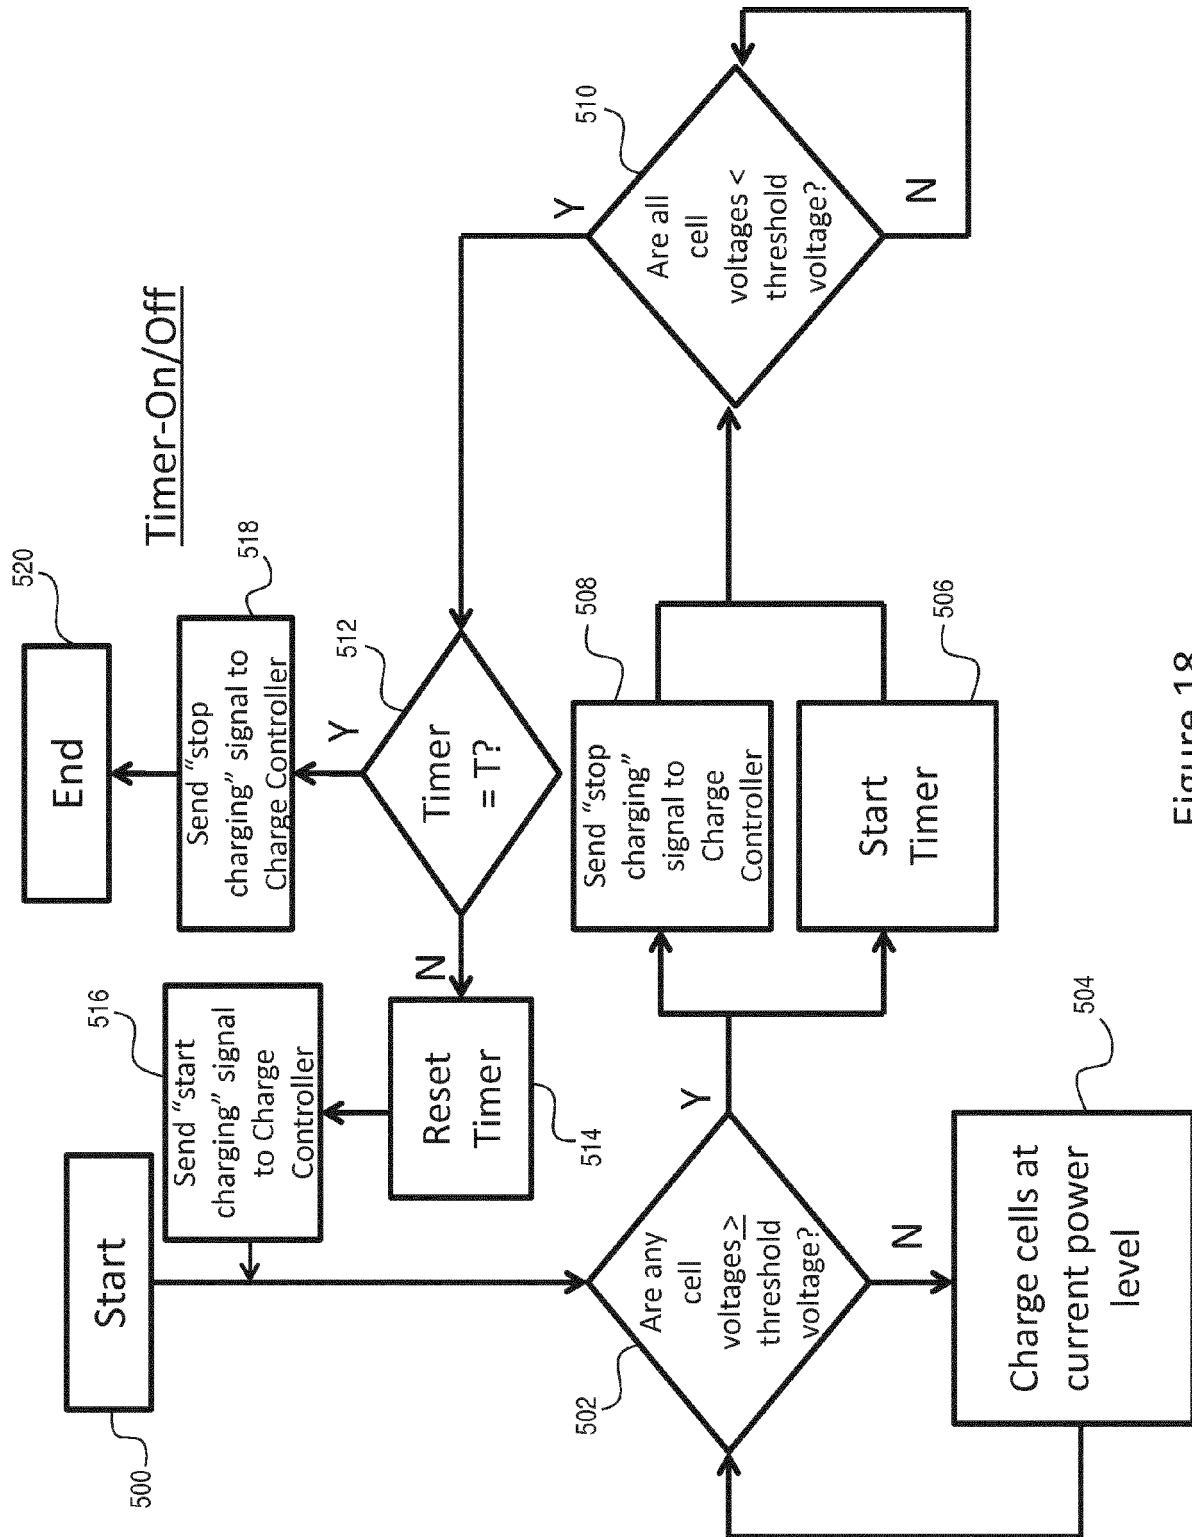 Timer-On/Off
Start
500
Send "start
charging" signal
to Charge
Controller
516
Reset
Timer
514
End
520
Send "stop
charging" signal to
Charge Controller
518
Timer
= T?
512
Y
N
Are any
cell
voltages ≥
threshold
voltage?
502
Y
N
Charge cells at
current power
level
504
Send "stop
charging"
signal to
Charge
Controller
508
Start
Timer
506
Are all
cell
voltages <
threshold
voltage?
510
Y
N
Figure 18